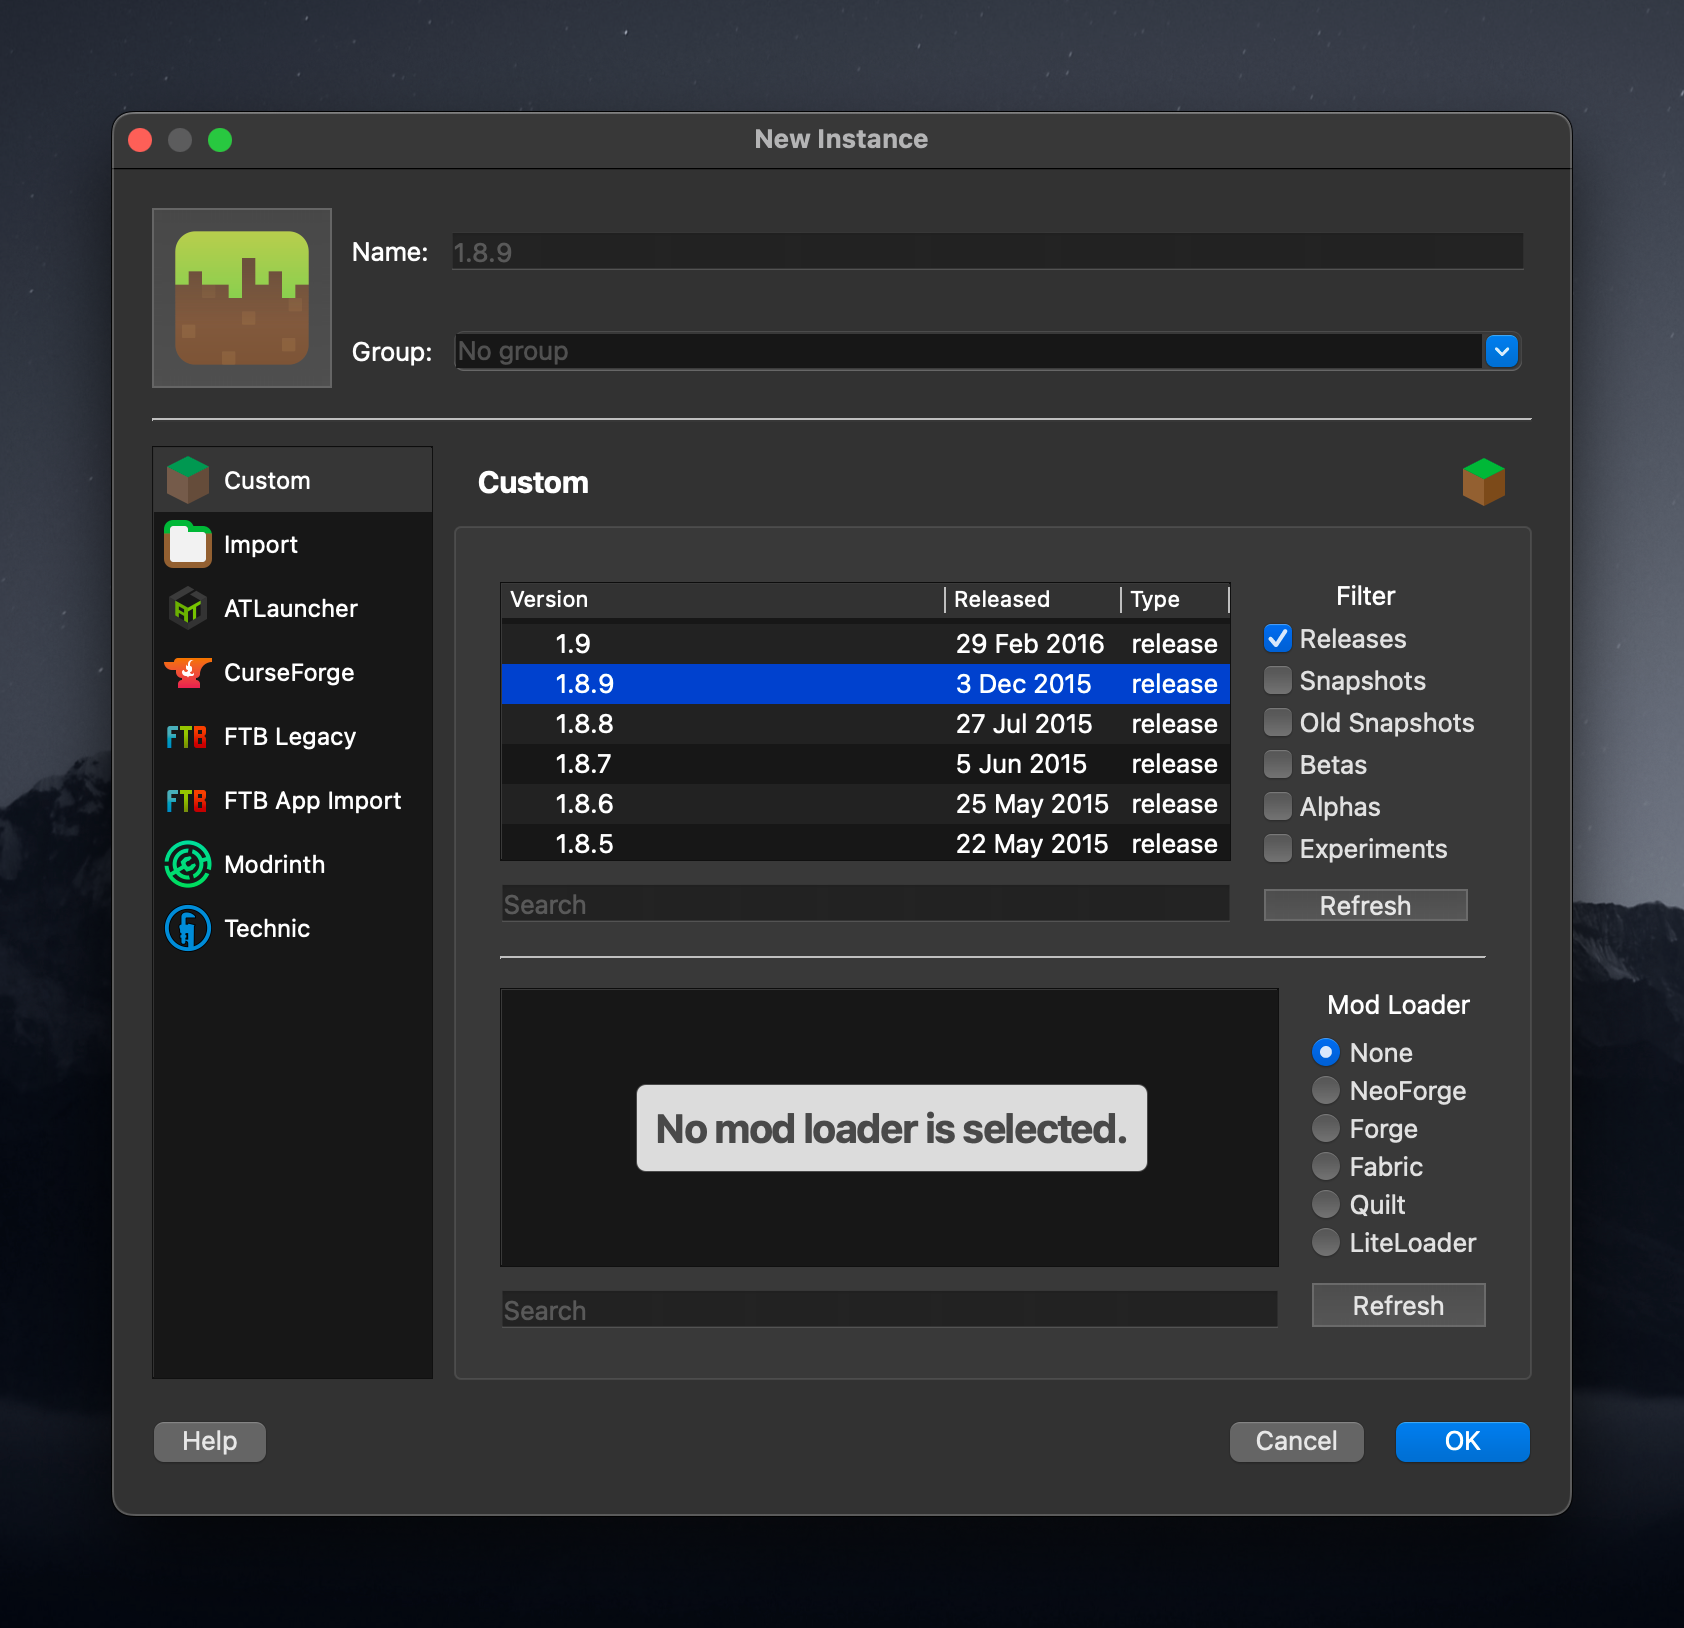 New Instance
Name: 1.8.9
Group: No group
Custom
Import
ATLauncher
CurseForge
FTB FTB Legacy
FTB FTB App Import
Modrinth
Technic
Custom
Version Released Type
1.9 29 Feb 2016 release
1.8.9 3 Dec 2015 release
1.8.8 27 Jul 2015 release
1.8.7 5 Jun 2015 release
1.8.6 25 May 2015 release
1.8.5 22 May 2015 release
Search
Filter
Releases
Snapshots
Old Snapshots
Betas
Alphas
Experiments
Refresh
No mod loader is selected.
Search
Mod Loader
None
NeoForge
Forge
Fabric
Quilt
LiteLoader
Refresh
Help
Cancel
OK